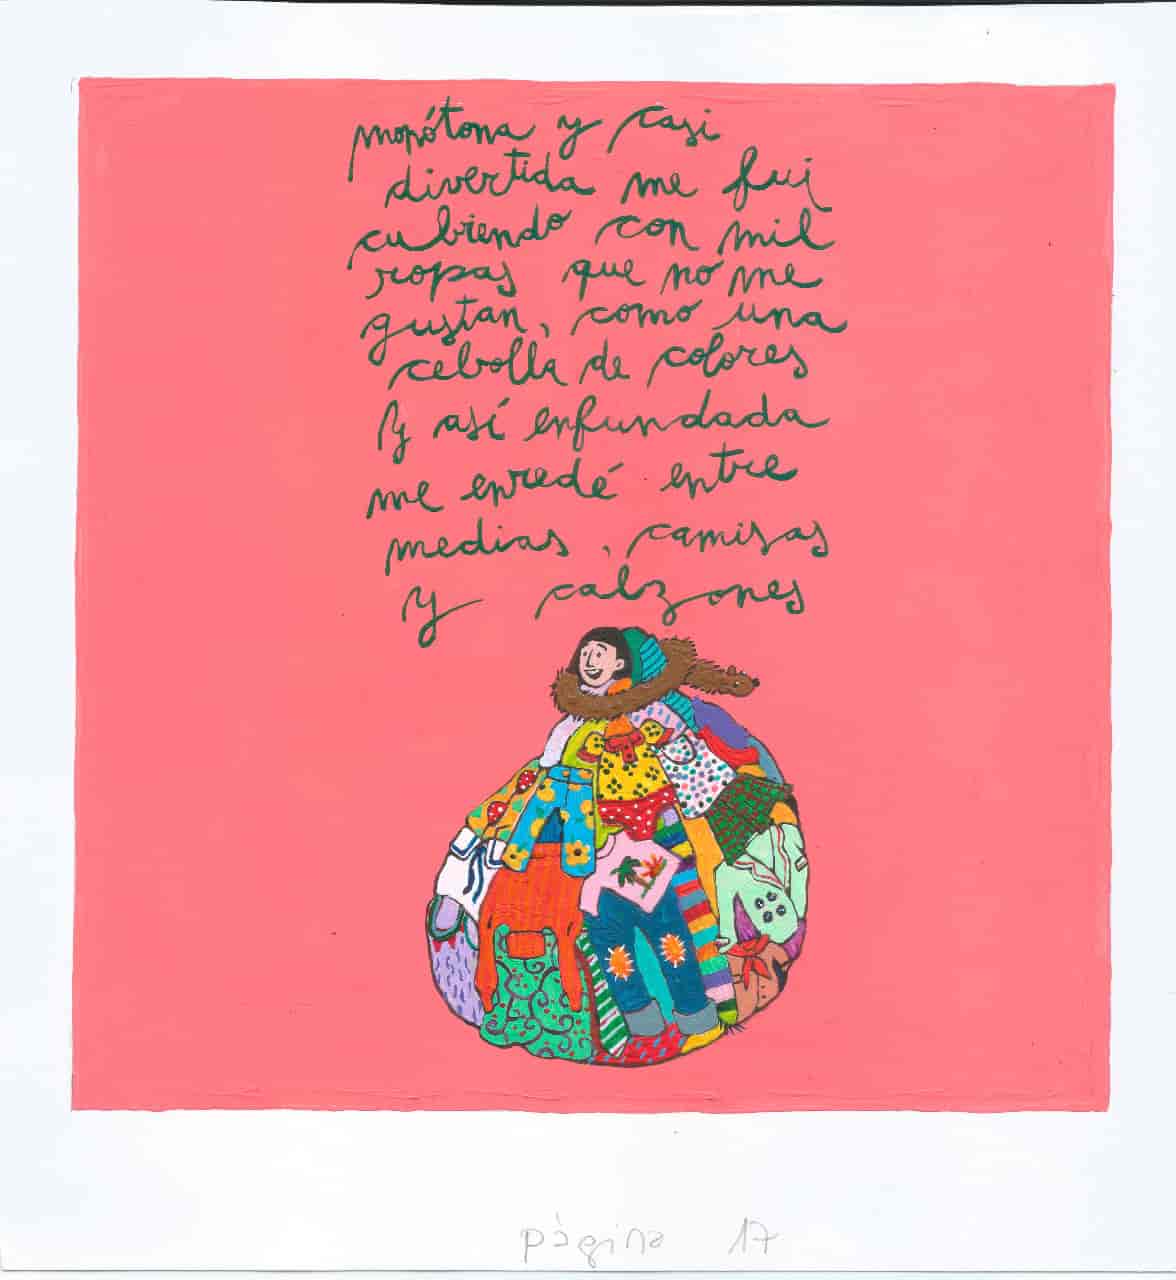 monótona y casi
divertida me fui
cubriendo con mil
ropas que no me
gustan, como una
cebolla de colores
Y así enfundada
me enredé entre
medias, camisas
y calzones
página 17